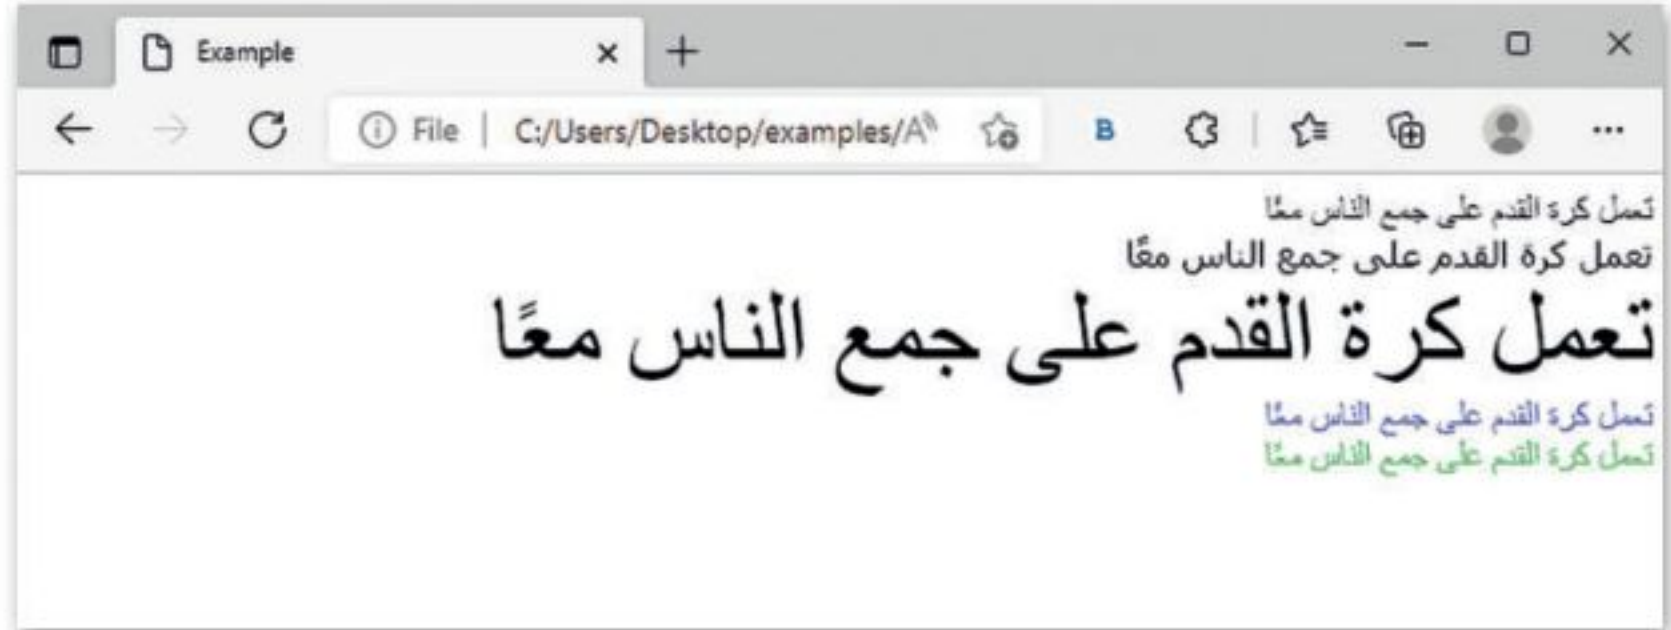 Example
File | C:/Users/Desktop/examples/
B
تعمل كرة القدم على جمع الناس معًا
تعمل كرة القدم على جمع الناس معًا
تعمل كرة القدم على جمع الناس معًا
تعمل كرة القدم على جمع الناس معًا
تعمل كرة القدم على جمع الناس معًا